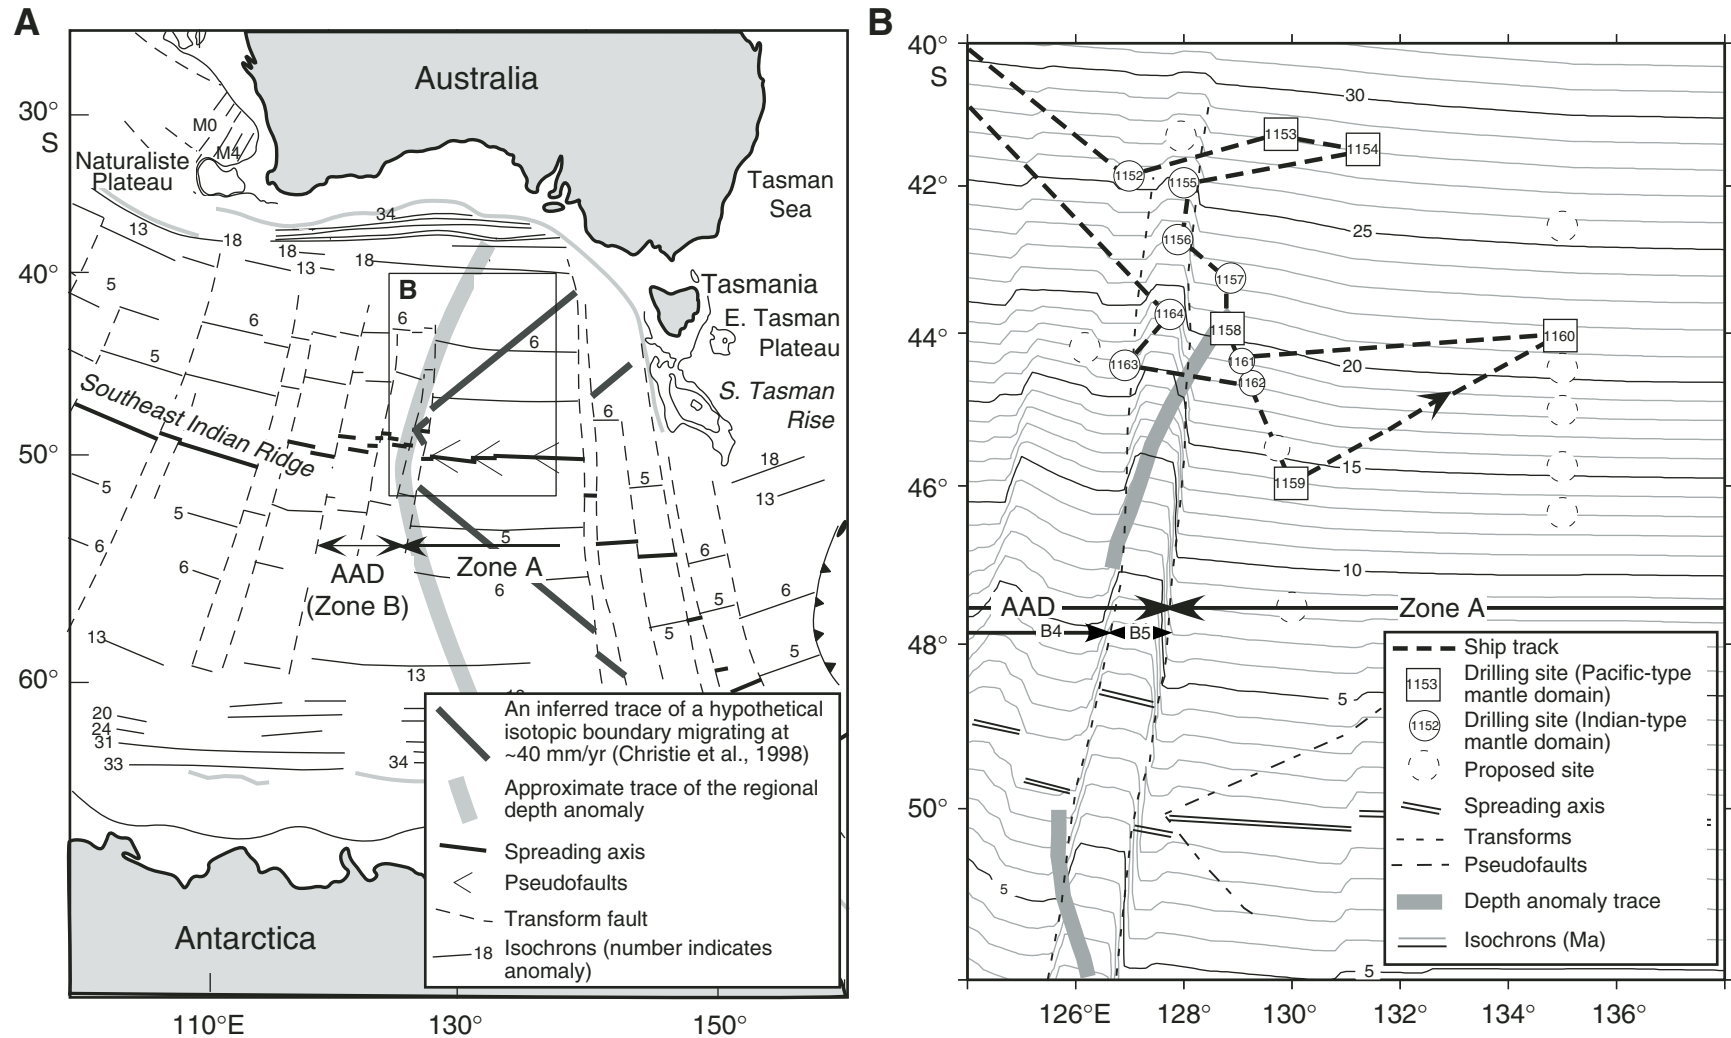 A
Australia
30°
S
M0
M4
Naturaliste
Plateau
Tasman
Sea
34
13
18
18
13
18
40°
B
Tasmania
E. Tasman
Plateau
S. Tasman
Rise
5
6
6
6
5
6
Southeast Indian Ridge
50°
5
5
5
18
13
6
6
5
6
AAD
(Zone B)
Zone A
6
5
6
5
5
13
13
60°
20
24
31
33
34
An inferred trace of a hypothetical
isotopic boundary migrating at
~40 mm/yr (Christie et al., 1998)
Approximate trace of the regional
depth anomaly
Spreading axis
Pseudofaults
Transform fault
18 Isochrons (number indicates
anomaly)
Antarctica
110°E
130°
150°
B
40°
S
42°
44°
46°
48°
50°
30
1153
1154
1152
1155
25
1156
1157
1164
1158
1160
1163
1161
20
1162
15
1159
10
AAD
Zone A
B4
B5
5
5
5
Ship track
1153 Drilling site (Pacific-type
mantle domain)
1152 Drilling site (Indian-type
mantle domain)
Proposed site
Spreading axis
Transforms
Pseudofaults
Depth anomaly trace
Isochrons (Ma)
126°E
128°
130°
132°
134°
136°